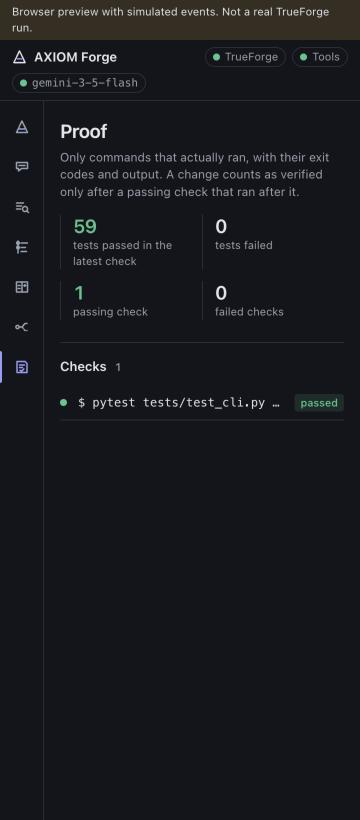 Browser preview with simulated events. Not a real TrueForge
run.
AXIOM Forge
TrueForge
Tools
gemini-3-5-flash
Proof
Only commands that actually ran, with their exit
codes and output. A change counts as verified
only after a passing check that ran after it.
59
tests passed in the
latest check
0
tests failed
1
passing check
0
failed checks
Checks 1
$ pytest tests/test_cli.py …
passed